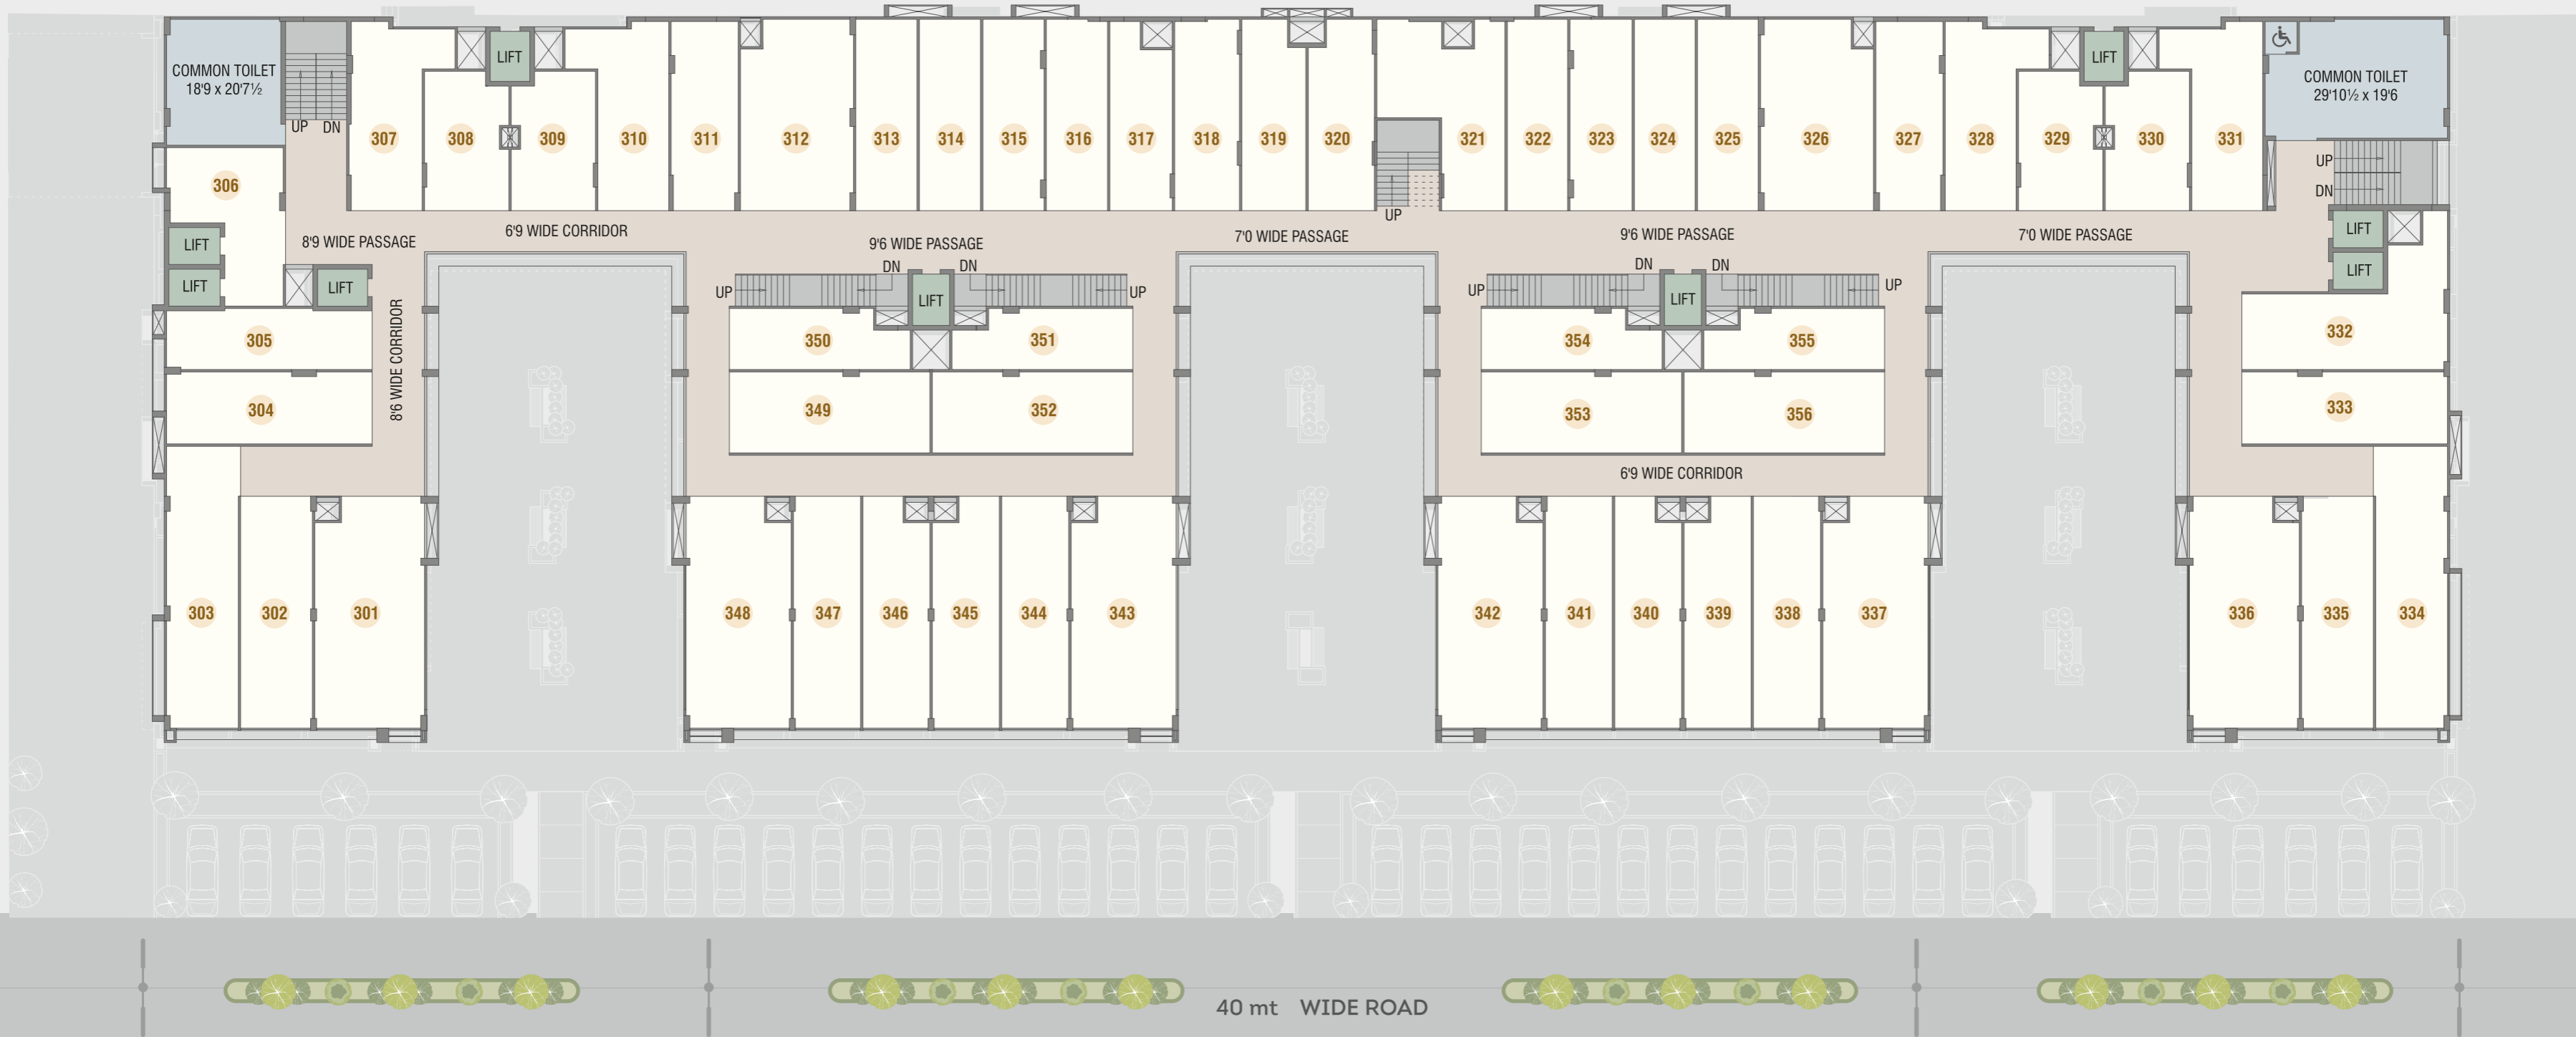 COMMON TOILET
18'9 x 20'7½
UP DN
LIFT
LIFT
COMMON TOILET
29'10½ x 19'6
307 308 309 310 311 312 313 314 315 316 317 318 319 320 321 322 323 324 325 326 327 328 329 330 331
306
UP
DN
UP
LIFT
LIFT
LIFT
LIFT
LIFT
8'9 WIDE PASSAGE
6'9 WIDE CORRIDOR
9'6 WIDE PASSAGE
7'0 WIDE PASSAGE
9'6 WIDE PASSAGE
7'0 WIDE PASSAGE
UP DN LIFT DN UP
UP DN LIFT DN UP
8'6 WIDE CORRIDOR
305 350 351 354 355 332
304 349 352 353 356 333
6'9 WIDE CORRIDOR
303 302 301 348 347 346 345 344 343 342 341 340 339 338 337 336 335 334
40 mt WIDE ROAD